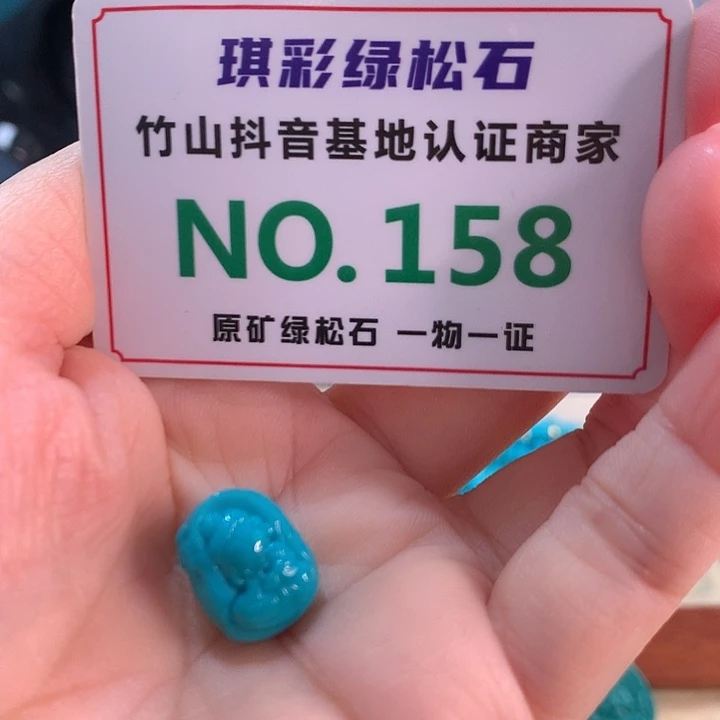 琪彩绿松石
竹山抖音基地认证商家
NO.158
原矿绿松石 一物一证